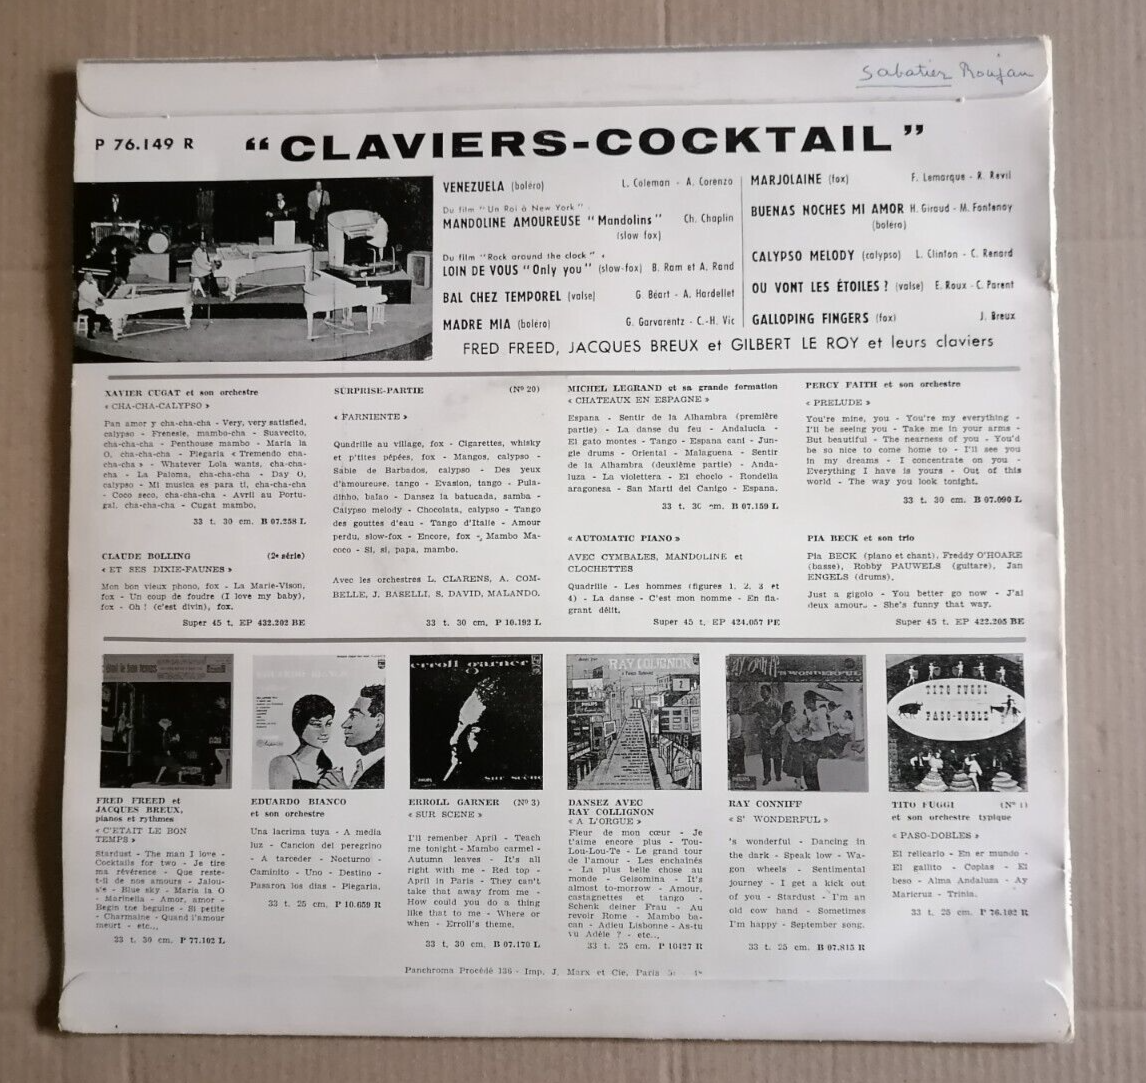 Sabatier Roujan
P 76.149 R
“CLAVIERS-COCKTAIL”
VENEZUELA (boléro) L. Coleman - A. Corenzo
Du film "Un Roi à New York"
MANDOLINE AMOUREUSE "Mandolins" Ch. Chaplin
(slow fox)
Du film "Rock around the clock"
LOIN DE VOUS "Only you" (slow-fox) B. Ram et A. Rand
BAL CHEZ TEMPOREL (valse) G. Béart - A. Hardellet
MADRE MIA (boléro) G. Garvarentz - C.-H. Vic
MARJOLAINE (fox) F. Lemarque - R. Revil
BUENAS NOCHES MI AMOR H. Giraud - M. Fontenoy
(boléro)
CALYPSO MELODY (calypso) L. Clinton - C. Renard
OU VONT LES ÉTOILES ? (valse) E. Roux - C. Parent
GALLOPING FINGERS (fox) J. Breux
FRED FREED, JACQUES BREUX et GILBERT LE ROY et leurs claviers
XAVIER CUGAT et son orchestre
« CHA-CHA-CALYPSO »
Pan amor y cha-cha-cha - Very, very satisfied,
calypso - Frenesie, mambo-cha - Suavecito,
cha-cha-cha - Penthouse mambo - Maria la
O, cha-cha-cha - Plegaria « Tremendo cha-
cha-cha » - Whatever Lola wants, cha-cha-
cha - La Paloma, cha-cha-cha - Day O,
calypso - Mi musica es para ti, cha-cha-cha
- Coco seco, cha-cha-cha - Avril au Portu-
gal, cha-cha-cha - Cugat mambo.
33 t. 30 cm. B 07.258 L
CLAUDE BOLLING (2e série)
« ET SES DIXIE-FAUNES »
Mon bon vieux phono, fox - La Marie-Vison,
fox - Un coup de foudre (I love my baby),
fox - Oh ! (c'est divin), fox.
Super 45 t. EP 432.202 BE
SURPRISE-PARTIE (No 20)
« FARNIENTE »
Quadrille au village, fox - Cigarettes, whisky
et p'tites pépées, fox - Mangos, calypso -
Sable de Barbados, calypso - Des yeux
d'amoureuse, tango - Evasion, tango - Pula-
dinho, baiao - Dansez la batucada, samba -
Calypso melody - Chocolata, calypso - Tango
des gouttes d'eau - Tango d'Italie - Amour
perdu, slow-fox - Encore, fox - Mambo Ma-
coco - Si, si, papa, mambo.
Avec les orchestres L. CLARENS, A. COM-
BELLE, J. BASELLI, S. DAVID, MALANDO.
33 t. 30 cm. P 10.192 L
MICHEL LEGRAND et sa grande formation
« CHATEAUX EN ESPAGNE »
Espana - Sentir de la Alhambra (première
partie) - La danse du feu - Andalucia -
El gato montes - Tango - Espana cani - Jun-
gle drums - Oriental - Malaguena - Sentir
de la Alhambra (deuxième partie) - Anda-
luza - La violettera - El choclo - Rondella
aragonesa - San Marti del Canigo - Espana.
33 t. 30 cm. B 07.159 L
« AUTOMATIC PIANO »
AVEC CYMBALES, MANDOLINE et
CLOCHETTES
Quadrille - Les hommes (figures 1, 2, 3 et
4) - La danse - C'est mon homme - En fla-
grant délit.
Super 45 t. EP 424.057 PE
PERCY FAITH et son orchestre
« PRELUDE »
You're mine, you - You're my everything -
I'll be seeing you - Take me in your arms -
But beautiful - The nearness of you - You'd
be so nice to come home to - I'll see you
in my dreams - I concentrate on you -
Everything I have is yours - Out of this
world - The way you look tonight.
33 t. 30 cm. B 07.090 L
PIA BECK et son trio
Pia BECK (piano et chant), Freddy O'HOARE
(basse), Robby PAUWELS (guitare), Jan
ENGELS (drums).
Just a gigolo - You better go now - J'ai
deux amours - She's funny that way.
Super 45 t. EP 422.205 BE
erroll garner
RAY COLIGNON
S'WONDERFUL
TITO FUGGI
PASO-DOBLE
FRED FREED et
JACQUES BREUX,
pianos et rythmes
« C'ETAIT LE BON
TEMPS »
Stardust - The man I love -
Cocktails for two - Je tire
ma révérence - Que reste-
t-il de nos amours - Jalou-
s'e - Blue sky - Maria la O
- Marinella - Amor, amor -
Begin the beguine - Si petite
- Charmaine - Quand l'amour
meurt - etc...
33 t. 30 cm. P 77.102 L
EDUARDO BIANCO
et son orchestre
Una lacrima tuya - A media
luz - Cancion del peregrino
- A tarceder - Nocturno -
Caminito - Uno - Destino -
Pasaron los dias - Plegaria.
33 t. 25 cm. P 10.659 R
ERROLL GARNER (No 3)
« SUR SCENE »
I'll remenber April - Teach
me tonight - Mambo carmel -
Autumn leaves - It's all
right with me - Red top -
April in Paris - They can't
take that away from me -
How could you do a thing
like that to me - Where or
when - Erroll's theme.
33 t. 30 cm. B 07.170 L
DANSEZ AVEC
RAY COLLIGNON
« A L'ORGUE »
Fleur de mon cœur - Je
t'aime encore plus - Tou-
Lou-Lou-Te - Le grand tour
de l'amour - Les enchaînés
- La plus belle chose au
monde - Gelsomina - It's
almost to-morrow - Amour,
castagnettes et tango -
Schenk deiner Frau - Au
revoir Rome - Mambo ba-
can - Adieu Lisbonne - As-tu
vu Adèle ? - etc...
33 t. 25 cm. P 10427 R
RAY CONNIFF
« S' WONDERFUL »
's wonderful - Dancing in
the dark - Speak low - Wa-
gon wheels - Sentimental
journey - I get a kick out
of you - Stardust - I'm an
old cow hand - Sometimes
I'm happy - September song.
33 t. 25 cm. B 07.815 R
TITO FUGGI (No 1)
et son orchestre typique
« PASO-DOBLES »
El relicario - En er mundo -
El gallito - Coplas - El
beso - Alma Andaluza - Ay
Maricruz - Trinia.
33 t. 25 cm. P 76.102 R
Panchroma Procédé 136 - Imp. J. Marx et Cie, Paris